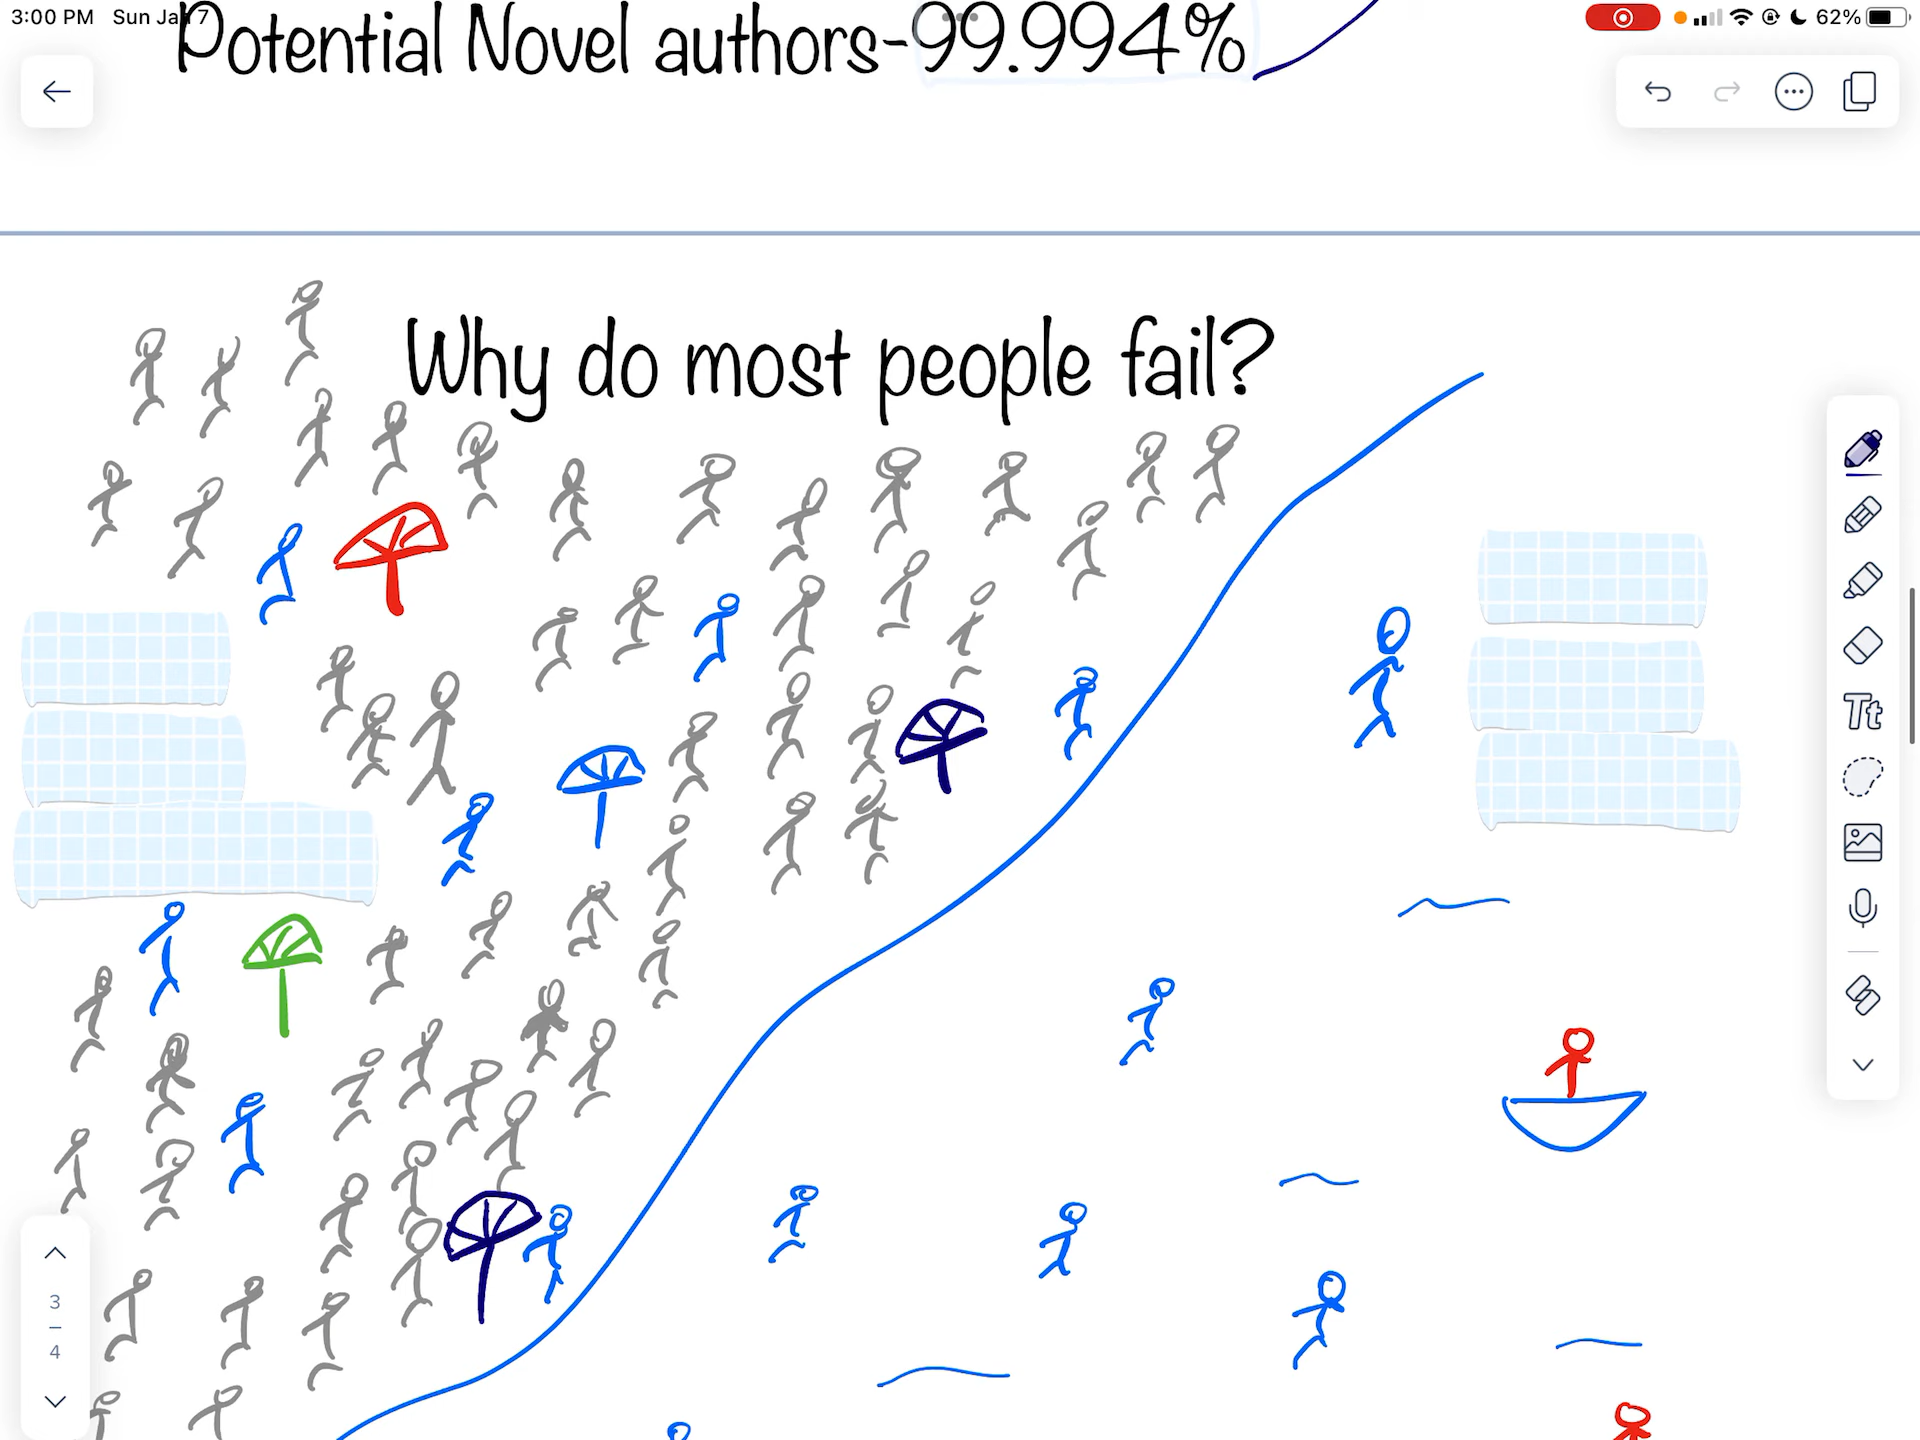 3:00 PM Sun Jan 7
62%
Potential Novel authors-99.994%
Why do most people fail?
Tt
3
4